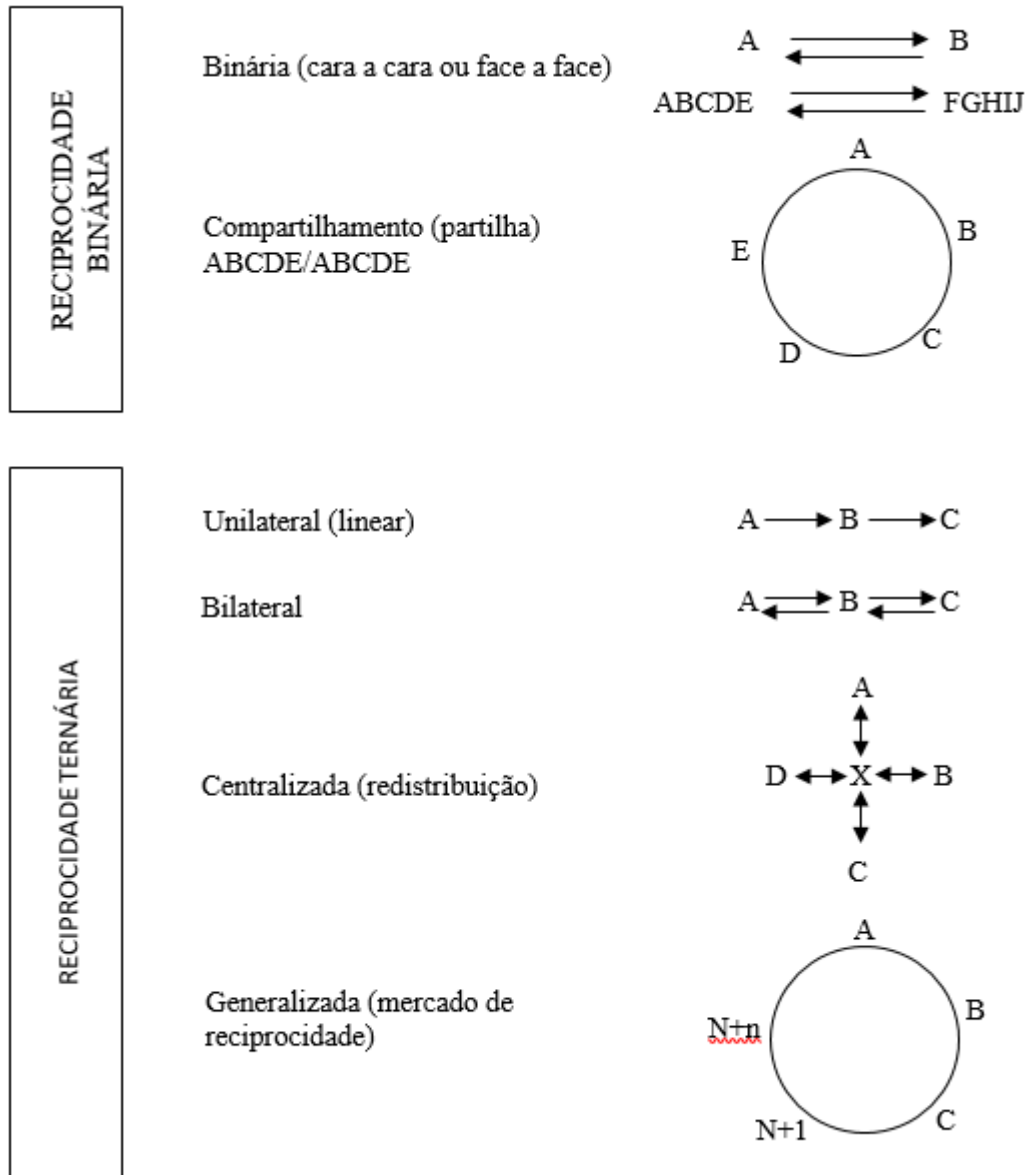 RECIPROCIDADE
BINÁRIA
Binária (cara a cara ou face a face)
A B
ABCDE FGHIJ
Compartilhamento (partilha)
ABCDE/ABCDE
A
B
E
C
D
RECIPROCIDADE TERNÁRIA
Unilateral (linear)
A B C
Bilateral
A B C
Centralizada (redistribuição)
A
D X B
C
Generalizada (mercado de
reciprocidade)
A
B
N+n
C
N+1